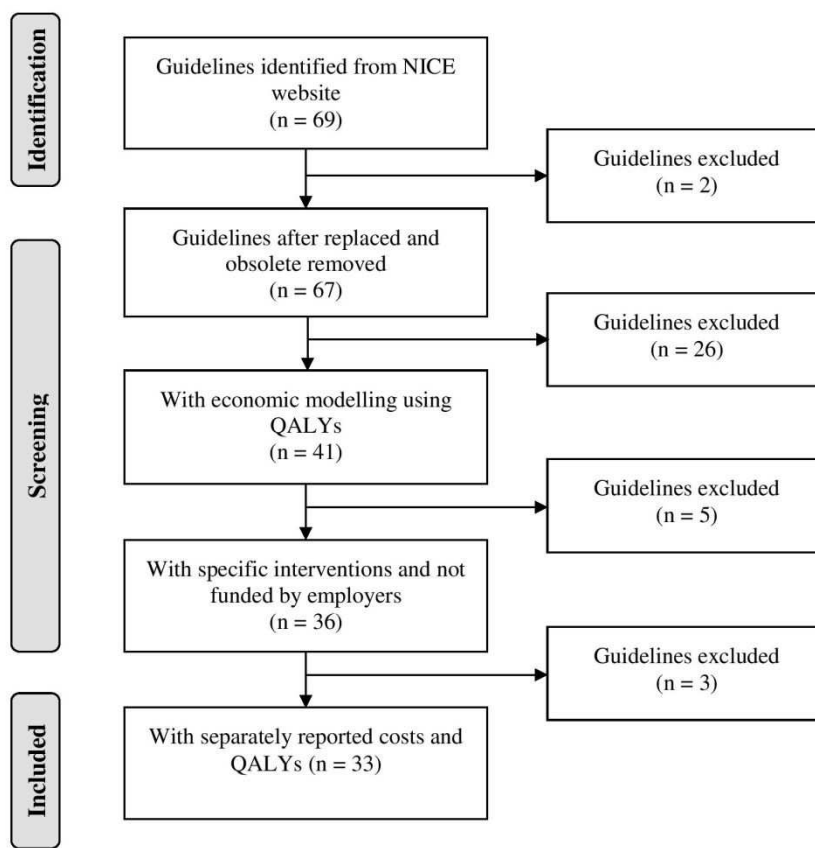 Identification
Guidelines identified from NICE
website
(n = 69)
Guidelines excluded
(n = 2)
Screening
Guidelines after replaced and
obsolete removed
(n = 67)
Guidelines excluded
(n = 26)
With economic modelling using
QALYs
(n = 41)
Guidelines excluded
(n = 5)
With specific interventions and not
funded by employers
(n = 36)
Guidelines excluded
(n = 3)
Included
With separately reported costs and
QALYs (n = 33)